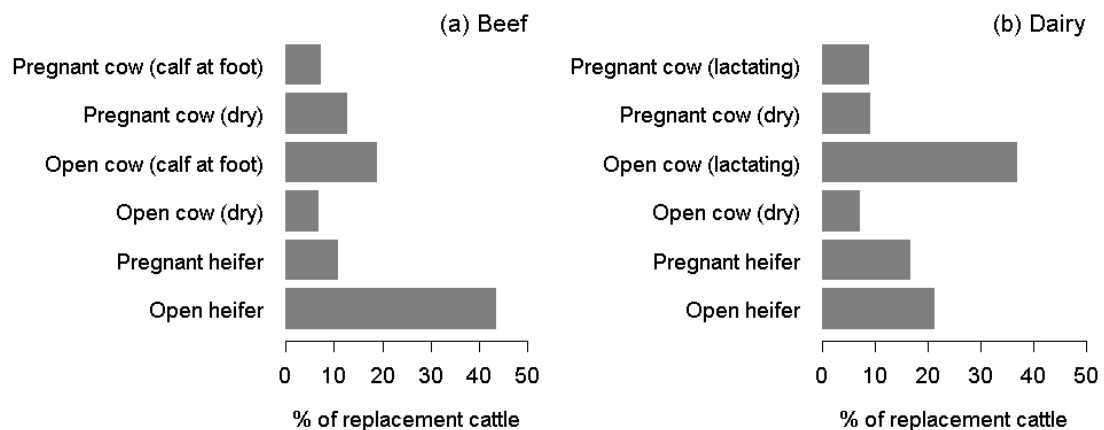 (a) Beef
Pregnant cow (calf at foot)
Pregnant cow (dry)
Open cow (calf at foot)
Open cow (dry)
Pregnant heifer
Open heifer
0 10 20 30 40 50
% of replacement cattle
(b) Dairy
Pregnant cow (lactating)
Pregnant cow (dry)
Open cow (lactating)
Open cow (dry)
Pregnant heifer
Open heifer
0 10 20 30 40 50
% of replacement cattle